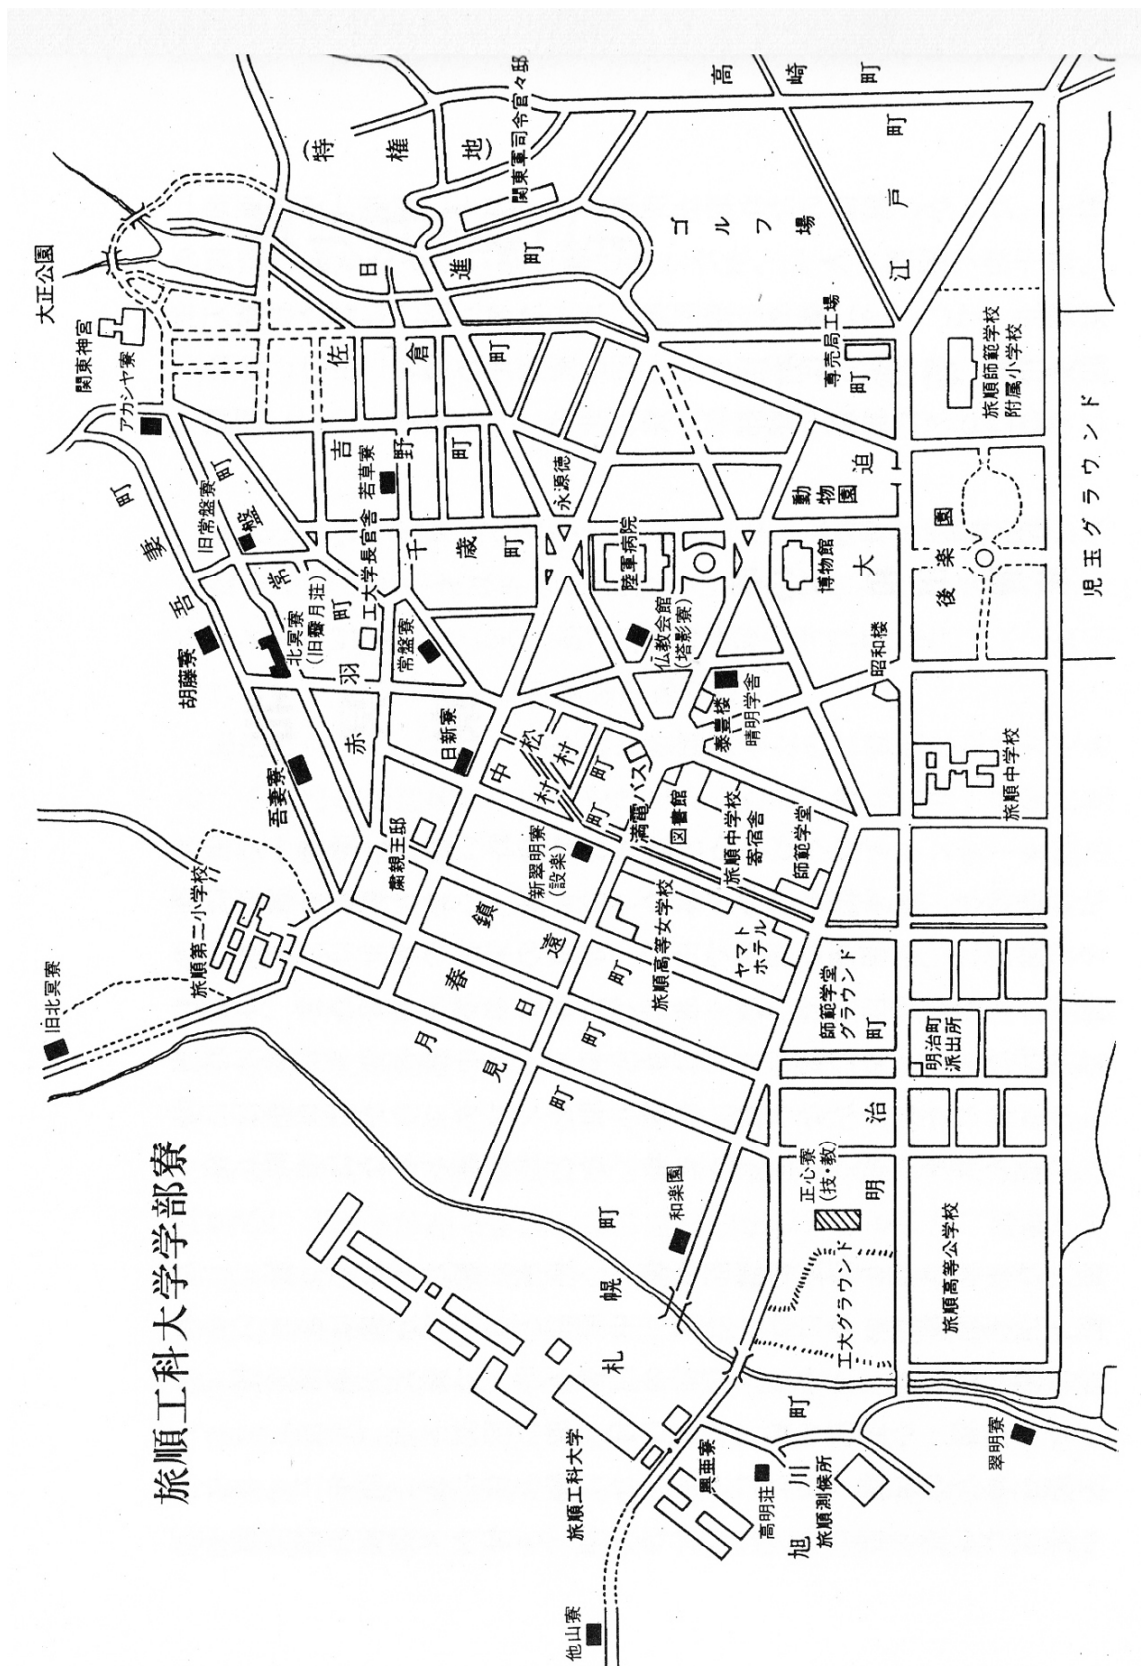 旅順工科大学学部寮
旧北冥寮
旅順第二小学校
吾妻寮
胡藤寮
吾妻町
アカシヤ寮
関東神宮
大正公園
粛親王邸
赤羽町
北冥寮
(旧霽月荘)
常盤町
旧常盤寮
工大学長官舎
若草寮
常盤寮
日新寮
吉野町
佐倉町
日進町
(特権地)
関東軍司令官々邸
高崎町
月見町
春日町
鎮遠町
新翠明寮
(設楽)
中村町
松村町
千歳町
永源徳
陸軍病院
仏教会館
(塔影寮)
ゴルフ場
江戸町
専売局工場
満電バス
図書館
泰豊楼
晴明学舎
旅順中学校
寄宿舎
師範学堂
旅順高等女学校
ヤマト
ホテル
師範学堂
グラウンド
昭和楼
博物館
動物園
大迫町
後楽園
旅順師範学校
附属小学校
旅順中学校
児玉グラウンド
明治町
派出所
明治町
正心寮
(技・教)
工大グラウンド
旅順高等公学校
和楽園
札幌町
旅順工科大学
興亜寮
高明荘
旭川町
旅順測候所
翠明寮
他山寮